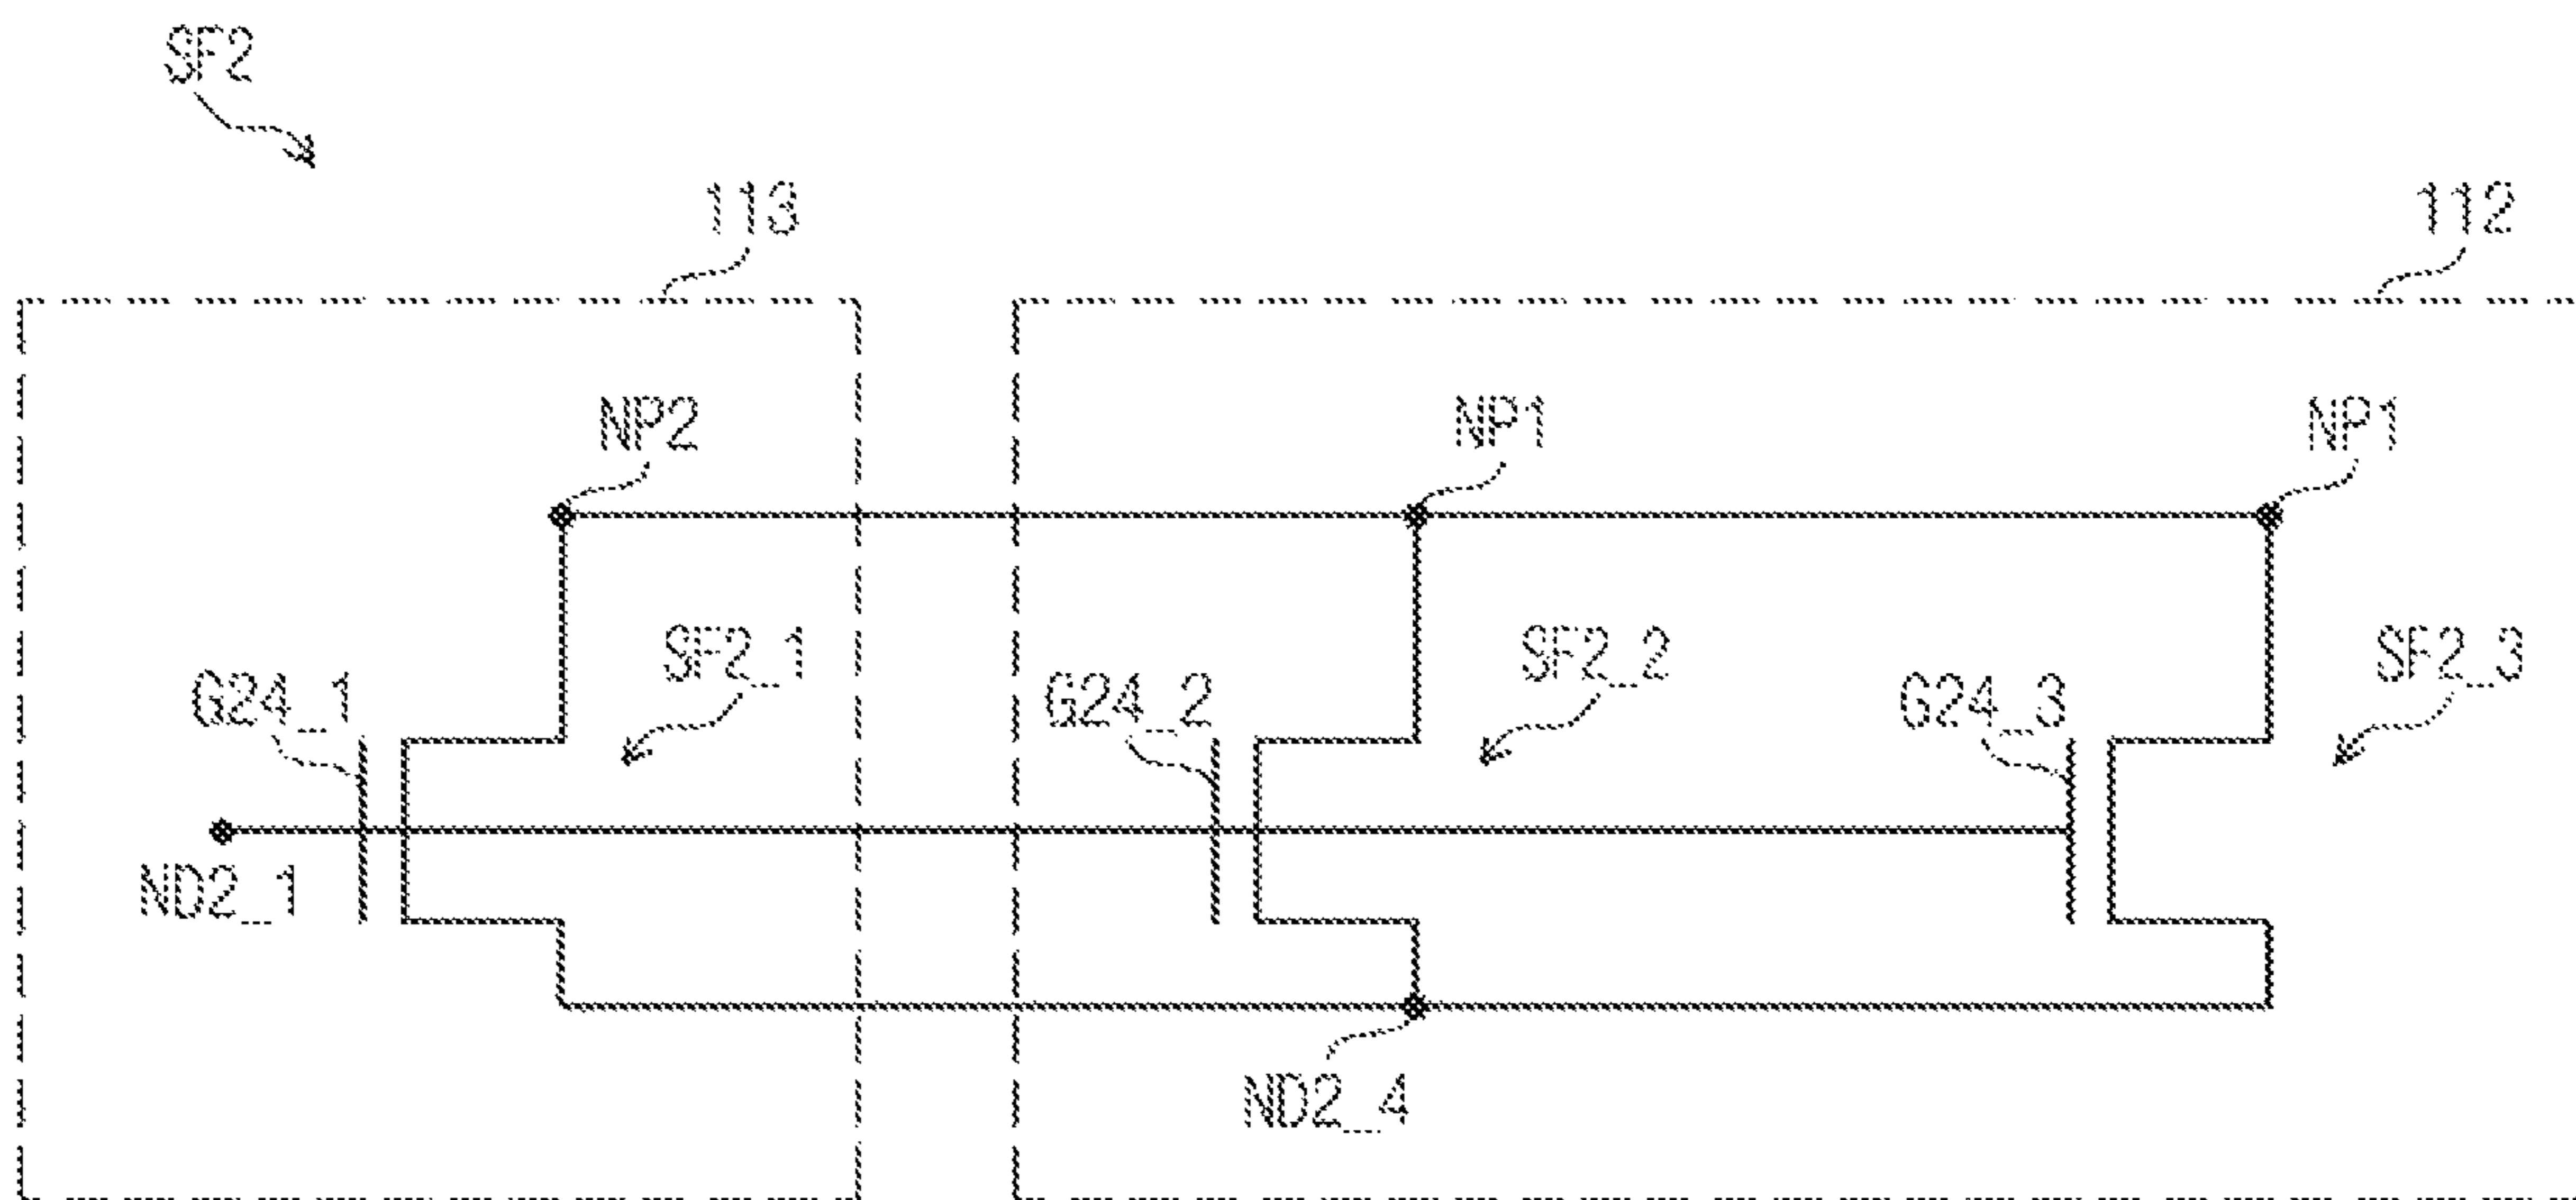 SF2
113
112
NP2
NP1
NP1
SF2_1
SF2_2
SF2_3
G24_1
G24_2
G24_3
ND2_1
ND2_4